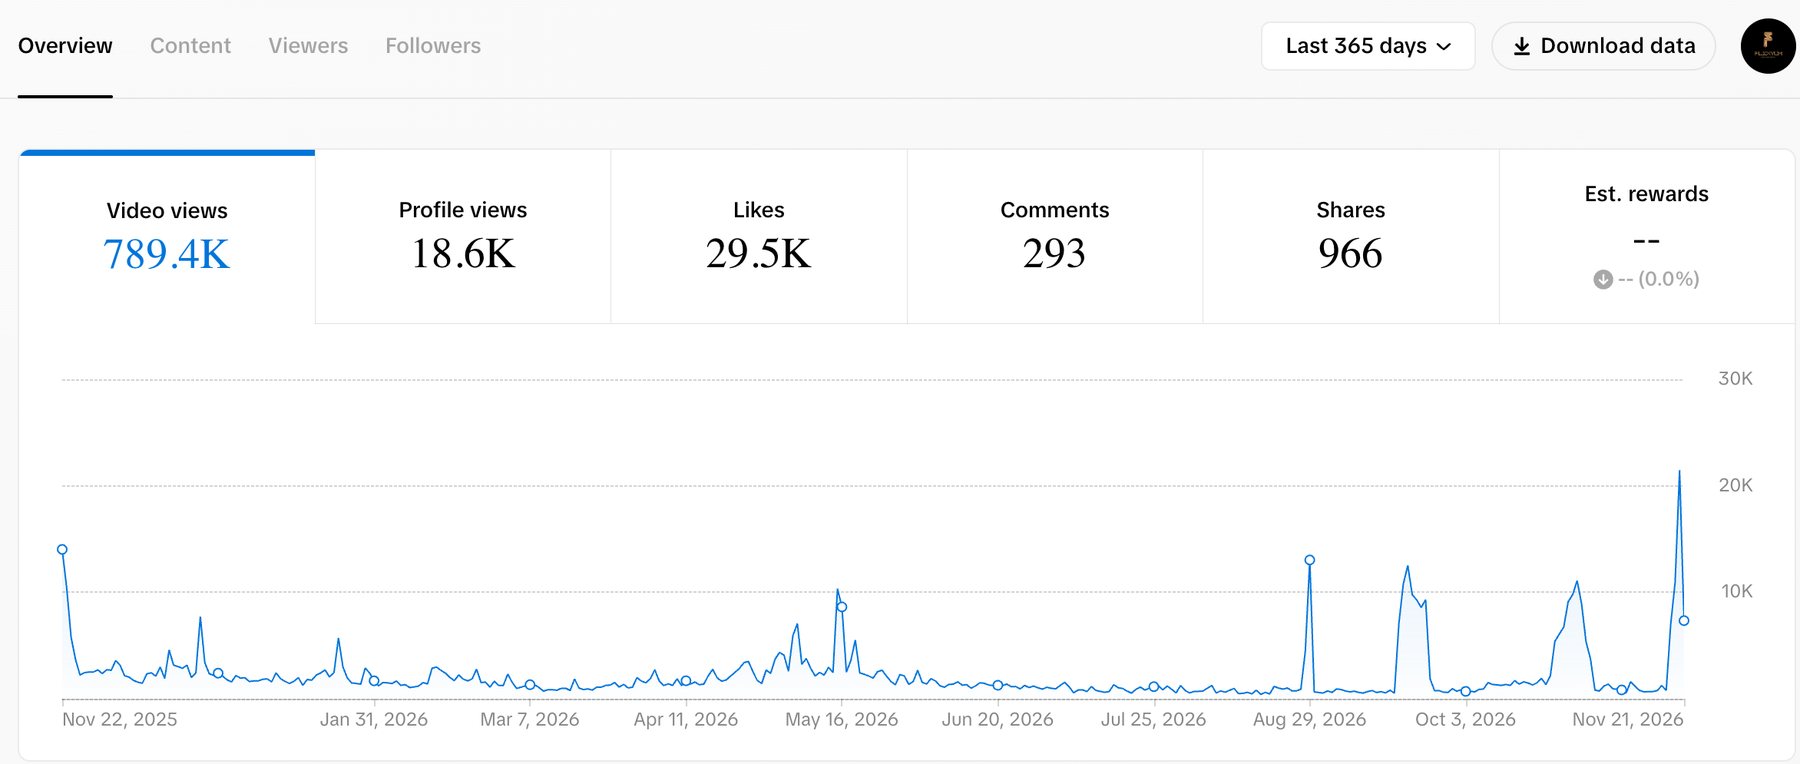 Overview Content Viewers Followers Last 365 days Download data
Video views Profile views Likes Comments Shares Est. rewards
789.4K 18.6K 29.5K 293 966 --
-- (0.0%)
30K
20K
10K
Nov 22, 2025 Jan 31, 2026 Mar 7, 2026 Apr 11, 2026 May 16, 2026 Jun 20, 2026 Jul 25, 2026 Aug 29, 2026 Oct 3, 2026 Nov 21, 2026